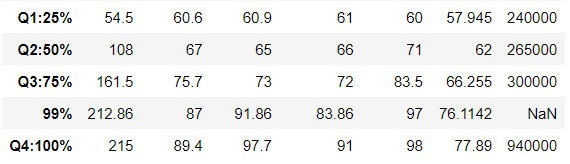 Q1:25% 54.5 60.6 60.9 61 60 57.945 240000
Q2:50% 108 67 65 66 71 62 265000
Q3:75% 161.5 75.7 73 72 83.5 66.255 300000
99% 212.86 87 91.86 83.86 97 76.1142 NaN
Q4:100% 215 89.4 97.7 91 98 77.89 940000